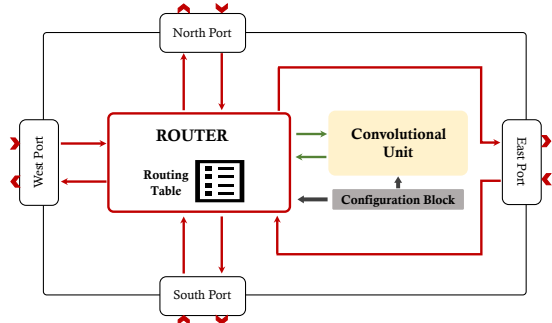 North Port
ROUTER
Routing
Table
Convolutional
Unit
Configuration Block
West Port
East Port
South Port